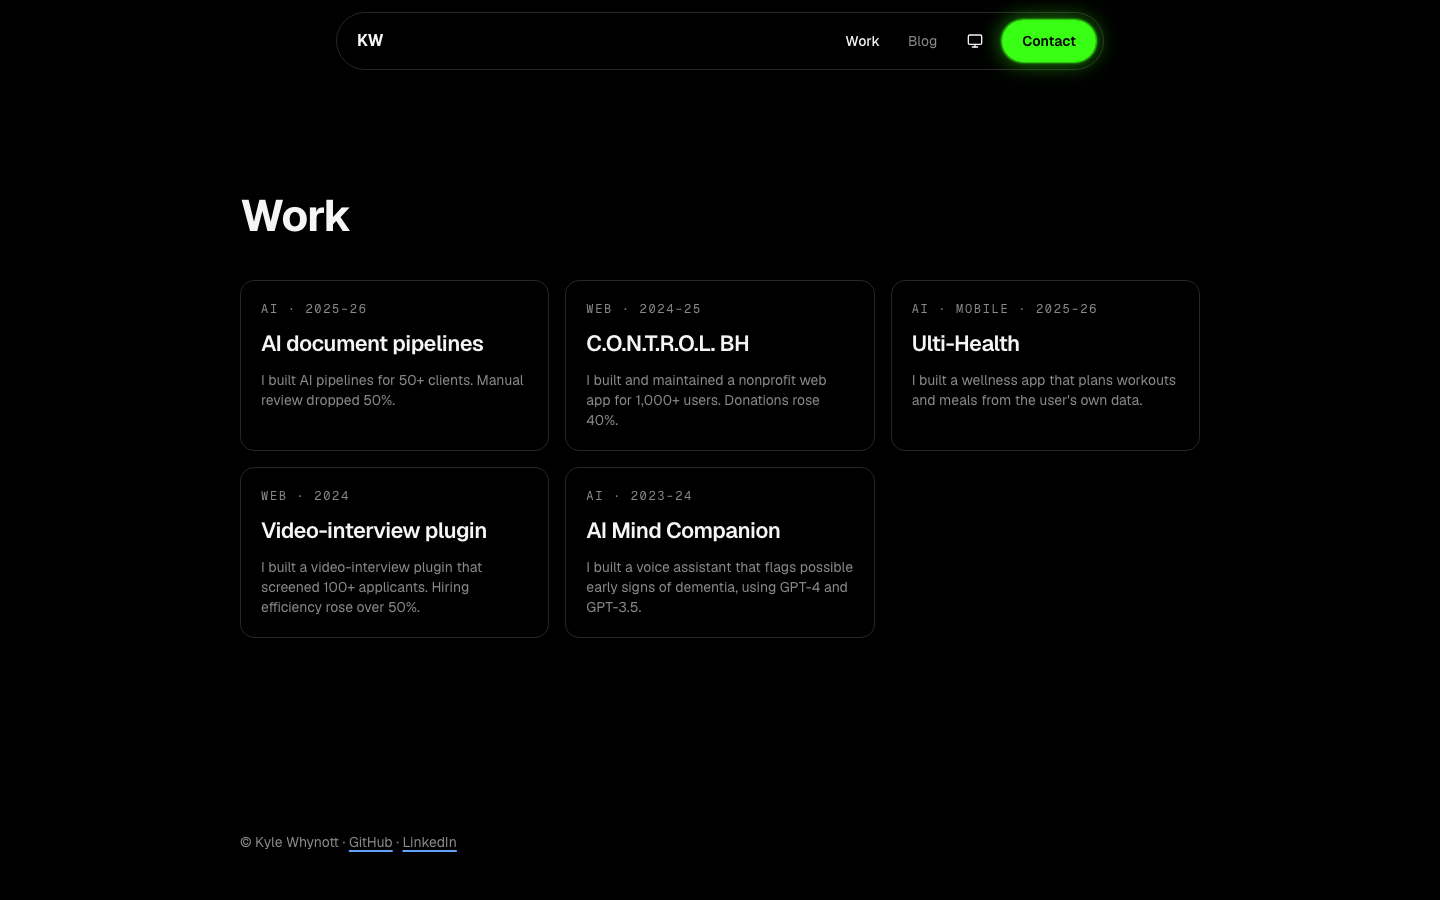 KW
Work
Blog
Contact
Work
AI · 2025–26
AI document pipelines
I built AI pipelines for 50+ clients. Manual
review dropped 50%.
WEB · 2024–25
C.O.N.T.R.O.L. BH
I built and maintained a nonprofit web
app for 1,000+ users. Donations rose
40%.
AI · MOBILE · 2025–26
Ulti-Health
I built a wellness app that plans workouts
and meals from the user's own data.
WEB · 2024
Video-interview plugin
I built a video-interview plugin that
screened 100+ applicants. Hiring
efficiency rose over 50%.
AI · 2023–24
AI Mind Companion
I built a voice assistant that flags possible
early signs of dementia, using GPT-4 and
GPT-3.5.
© Kyle Whynott · GitHub · LinkedIn